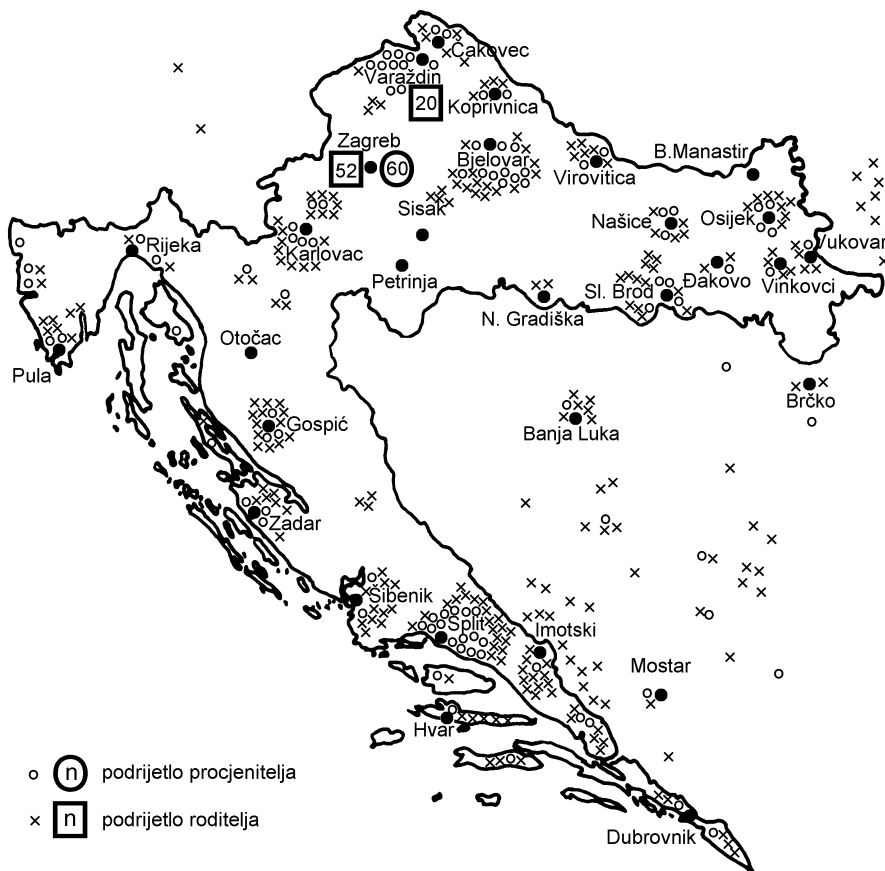 Čakovec
Varaždin
20
Koprivnica
Zagreb
52
60
Bjelovar
Virovitica
B.Manastir
Sisak
Našice
Osijek
Vukovar
Rijeka
Karlovac
Petrinja
Đakovo
Vinkovci
Sl. Brod
N. Gradiška
Otočac
Pula
Brčko
Gospić
Banja Luka
Zadar
Šibenik
Split
Imotski
Mostar
Hvar
n podrijetlo procjenitelja
n podrijetlo roditelja
Dubrovnik